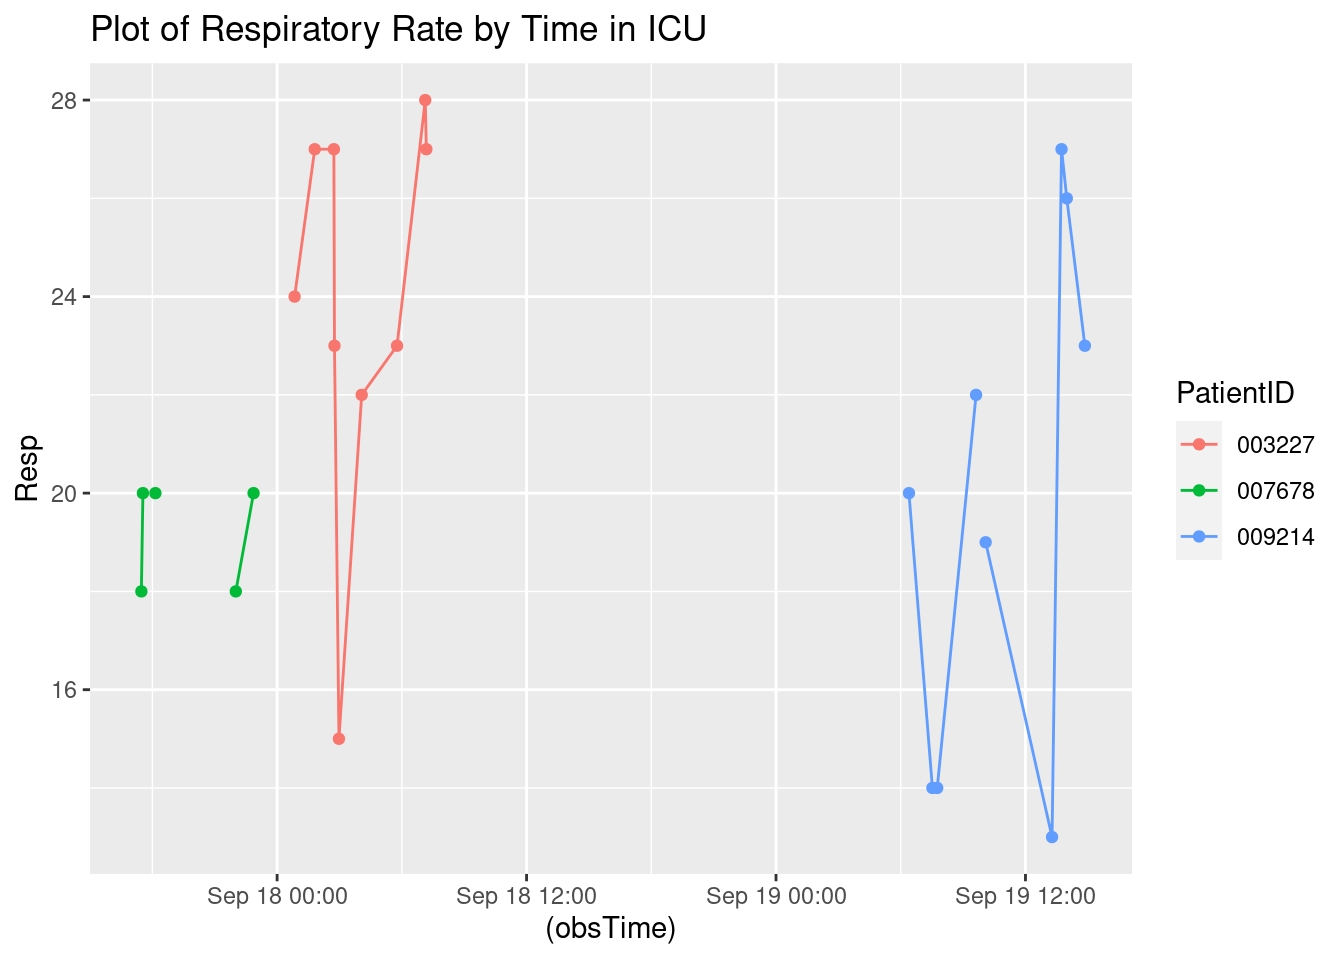 Plot of Respiratory Rate by Time in ICU
28
24
20
16
Resp
Sep 18 00:00
Sep 18 12:00
Sep 19 00:00
Sep 19 12:00
(obsTime)
PatientID
003227
007678
009214